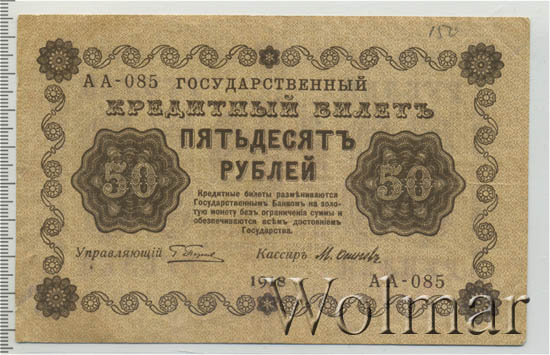 150
АА-085 ГОСУДАРСТВЕННЫЙ
КРЕДИТНЫЙ БИЛЕТЪ
ПЯТЬДЕСЯТЪ
РУБЛЕЙ
50
50
Кредитные билеты размѣниваются
Государственнымъ Банкомъ на золо-
тую монету безъ ограниченія суммы и
обезпечиваются всѣмъ достояніемъ
Государства.
Управляющій
Кассиръ
1918
АА-085
Wolmar